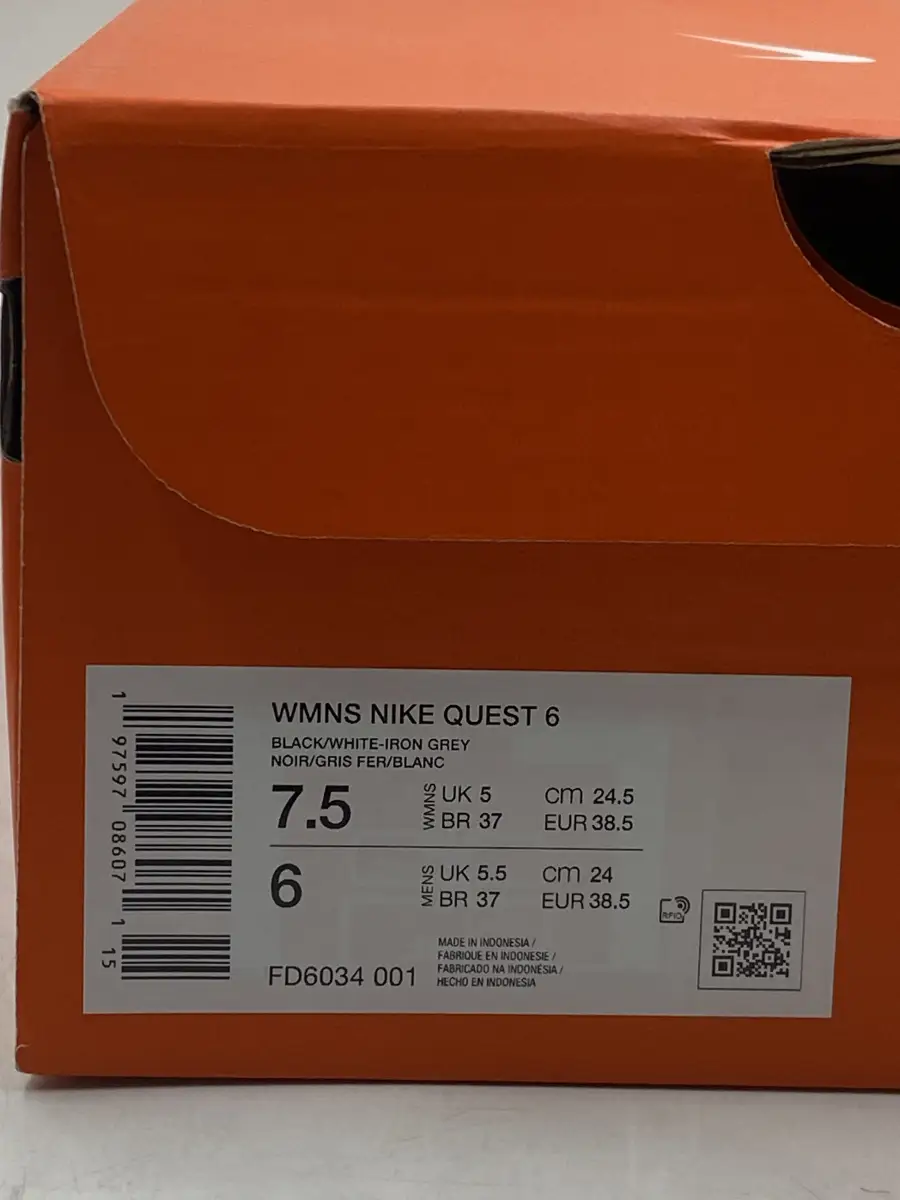 WMNS NIKE QUEST 6
BLACK/WHITE-IRON GREY
NOIR/GRIS FER/BLANC
7.5
WMNS
UK 5
cm 24.5
BR 37
EUR 38.5
6
MENS
UK 5.5
cm 24
BR 37
EUR 38.5
RFID
FD6034 001
MADE IN INDONESIA /
FABRIQUE EN INDONESIE /
FABRICADO NA INDONÉSIA /
HECHO EN INDONESIA
1 97597 08607 1 15